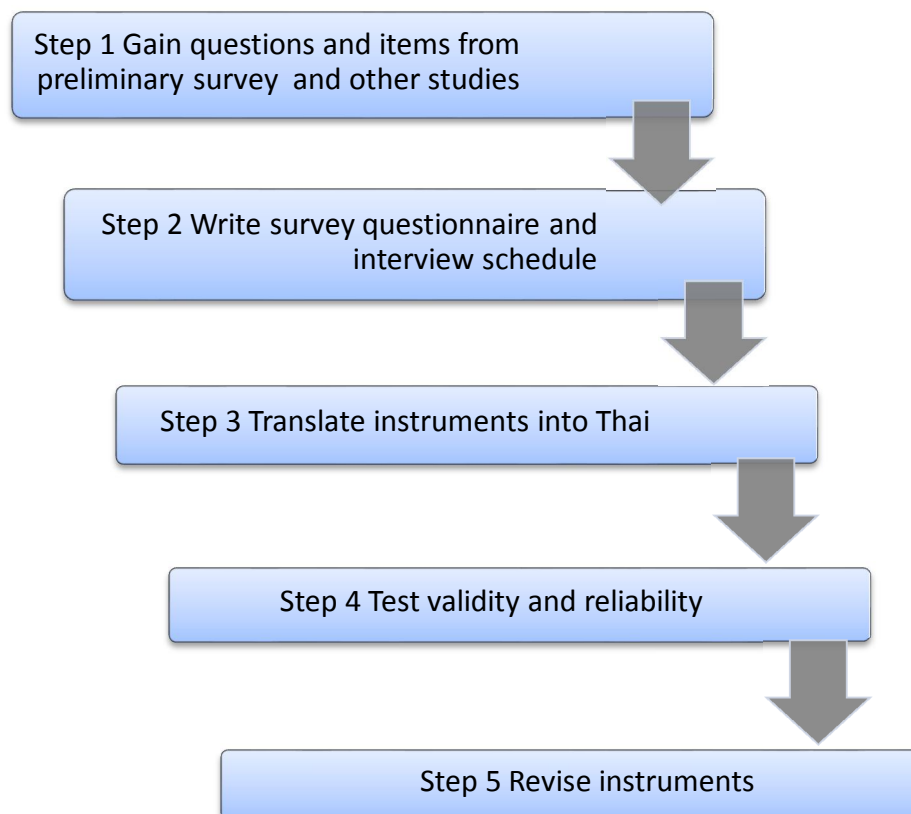 Step 1 Gain questions and items from
preliminary survey and other studies
Step 2 Write survey questionnaire and
interview schedule
Step 3 Translate instruments into Thai
Step 4 Test validity and reliability
Step 5 Revise instruments